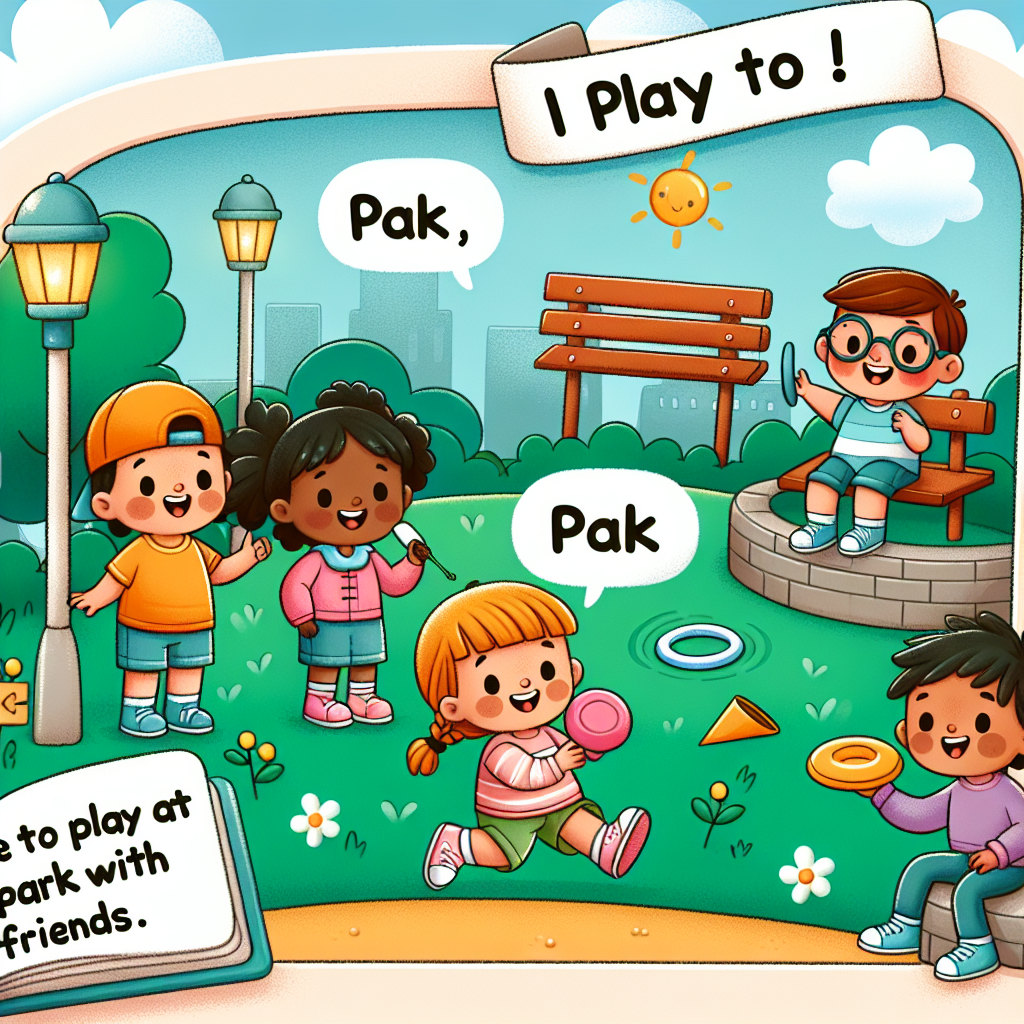 I Play to !
Pak,
Pak
e to play at
park with
friends.